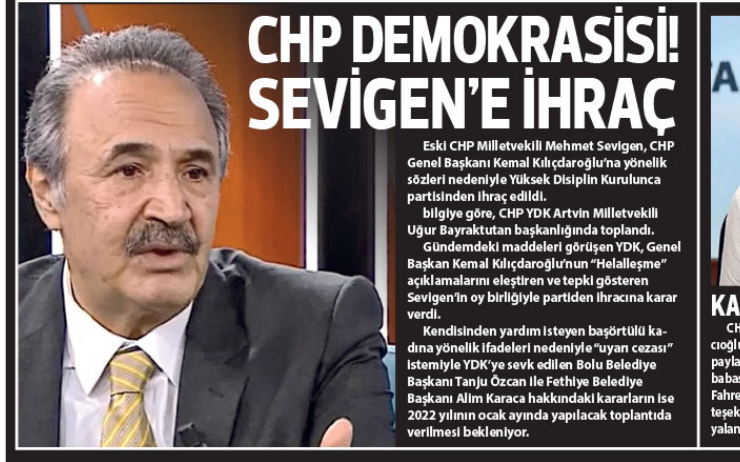 CHP DEMOKRASİSİ!
SEVİGEN'E İHRAÇ
Eski CHP Milletvekili Mehmet Sevigen, CHP
Genel Başkanı Kemal Kılıçdaroğlu'na yönelik
sözleri nedeniyle Yüksek Disiplin Kurulunca
partisinden ihraç edildi.
bilgiye göre, CHP YDK Artvin Milletvekili
Uğur Bayraktutan başkanlığında toplandı.
Gündemdeki maddeleri görüşen YDK, Genel
Başkan Kemal Kılıçdaroğlu'nun "Helalleşme"
açıklamalarını eleştiren ve tepki gösteren
Sevigen'in oy birliğiyle partiden ihracına karar
verdi.
Kendisinden yardım isteyen başörtülü ka-
dına yönelik ifadeleri nedeniyle "uyarı cezası"
istemiyle YDK'ye sevk edilen Bolu Belediye
Başkanı Tanju Özcan ile Fethiye Belediye
Başkanı Alim Karaca hakkındaki kararların ise
2022 yılının ocak ayında yapılacak toplantıda
verilmesi bekleniyor.
TA
KA
CH
cıoğlu
payla
babas
Fahre
teşek
yalan